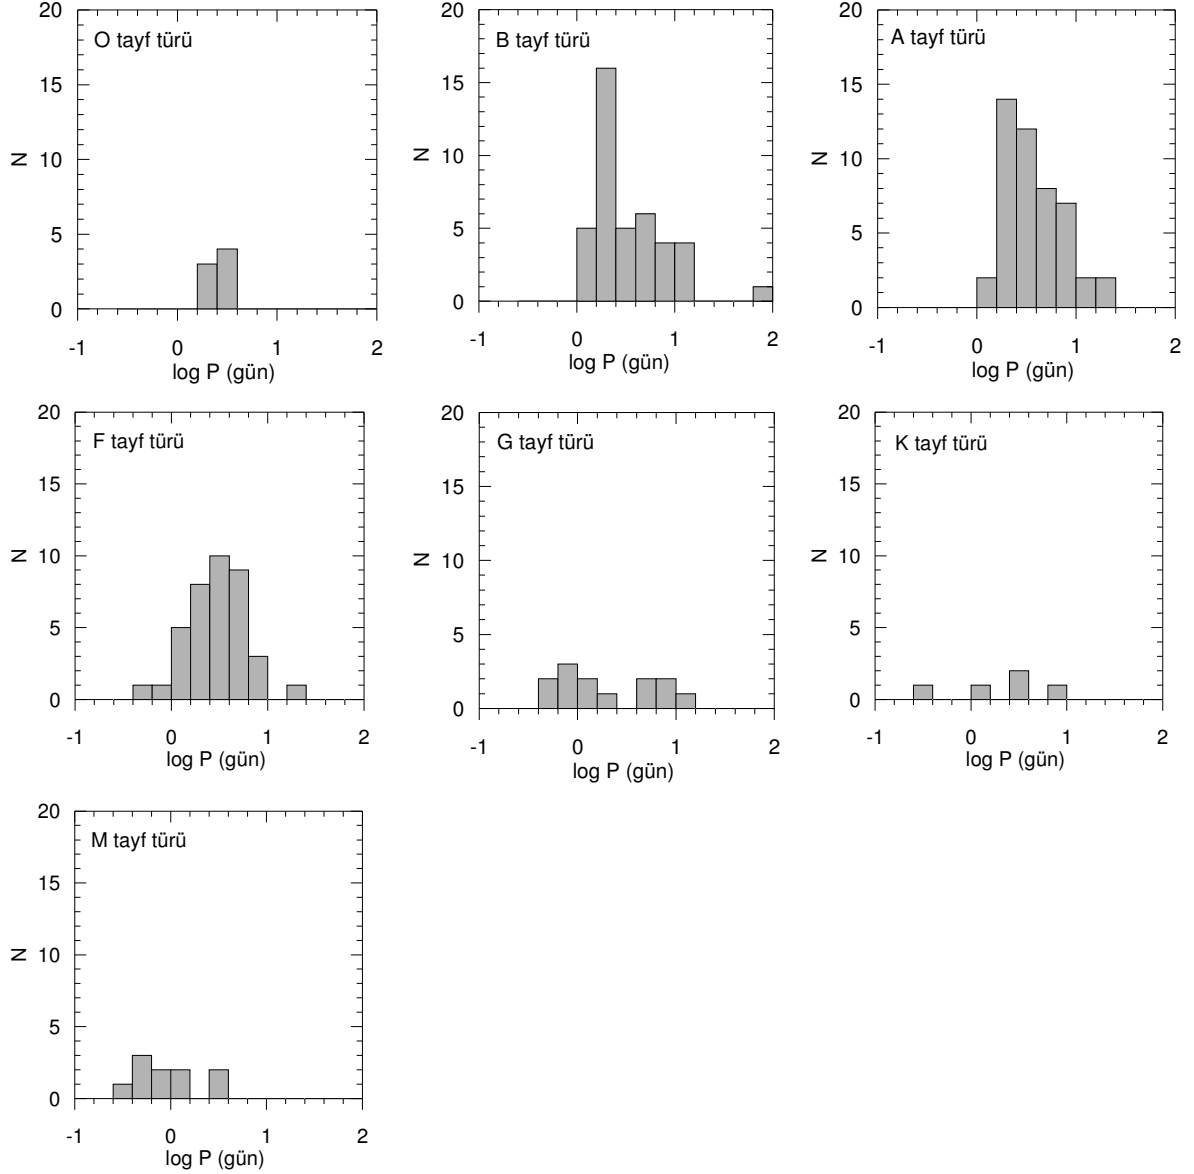 20
15
10
5
0
N
O tayf türü
-1 0 1 2
log P (gün)
20
15
10
5
0
N
B tayf türü
-1 0 1 2
log P (gün)
20
15
10
5
0
N
A tayf türü
-1 0 1 2
log P (gün)
20
15
10
5
0
N
F tayf türü
-1 0 1 2
log P (gün)
20
15
10
5
0
N
G tayf türü
-1 0 1 2
log P (gün)
20
15
10
5
0
N
K tayf türü
-1 0 1 2
log P (gün)
20
15
10
5
0
N
M tayf türü
-1 0 1 2
log P (gün)